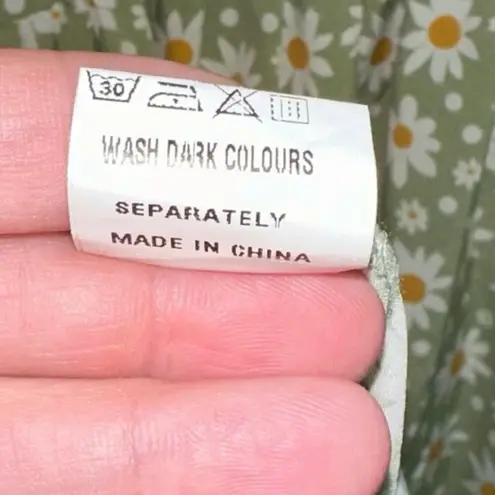 30
WASH DARK COLOURS
SEPARATELY
MADE IN CHINA